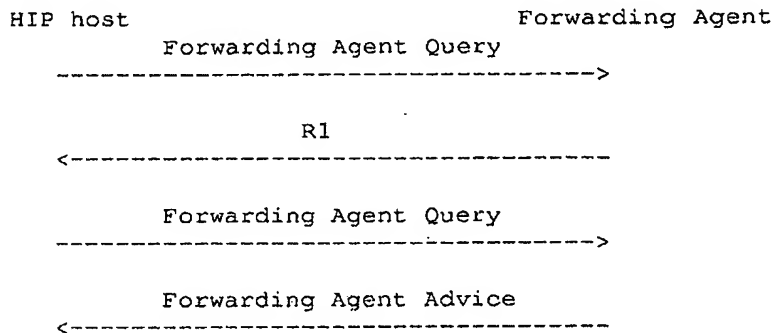 HIP host Forwarding Agent
Forwarding Agent Query
----------------------------------->
R1
<-----------------------------------
Forwarding Agent Query
----------------------------------->
Forwarding Agent Advice
<-----------------------------------